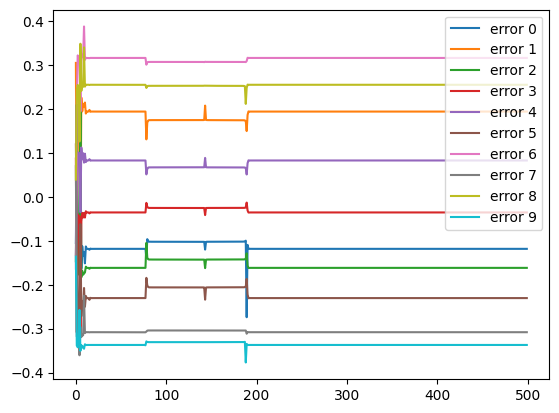 0.4
0.3
0.2
0.1
0.0
−0.1
−0.2
−0.3
−0.4
0
100
200
300
400
500
error 0
error 1
error 2
error 3
error 4
error 5
error 6
error 7
error 8
error 9